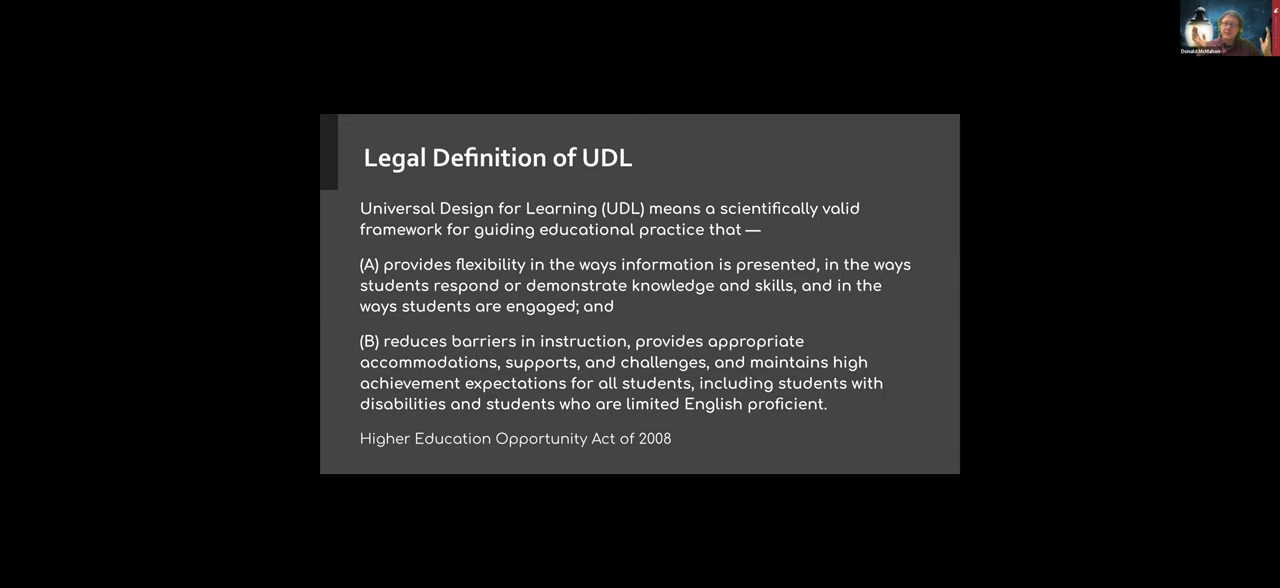 Donald McMahon
Legal Definition of UDL
Universal Design for Learning (UDL) means a scientifically valid
framework for guiding educational practice that —
(A) provides flexibility in the ways information is presented, in the ways
students respond or demonstrate knowledge and skills, and in the
ways students are engaged; and
(B) reduces barriers in instruction, provides appropriate
accommodations, supports, and challenges, and maintains high
achievement expectations for all students, including students with
disabilities and students who are limited English proficient.
Higher Education Opportunity Act of 2008